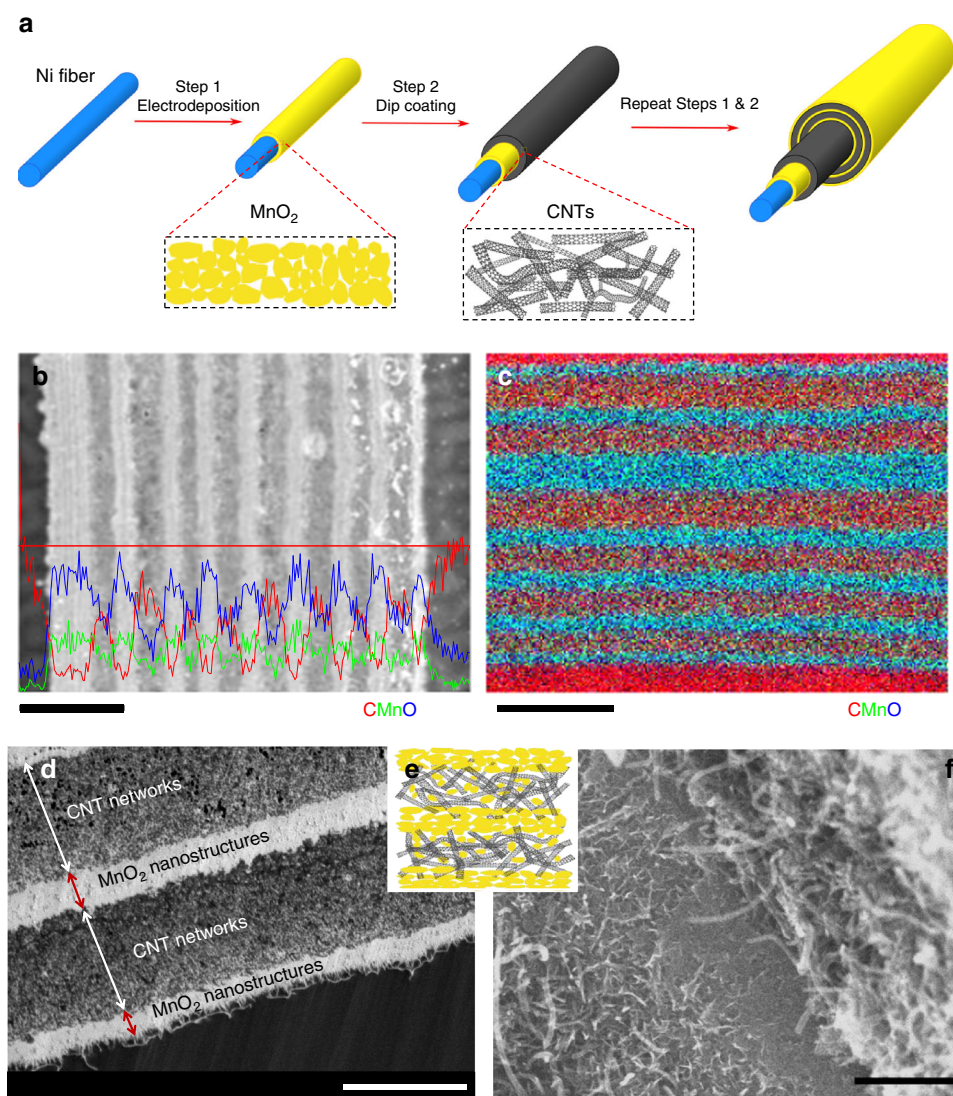 a
Ni fiber
Step 1
Electrodeposition
Step 2
Dip coating
Repeat Steps 1 & 2
MnO₂
CNTs
b
c
CMnO
CMnO
d
CNT networks
MnO₂ nanostructures
CNT networks
MnO₂ nanostructures
e
f